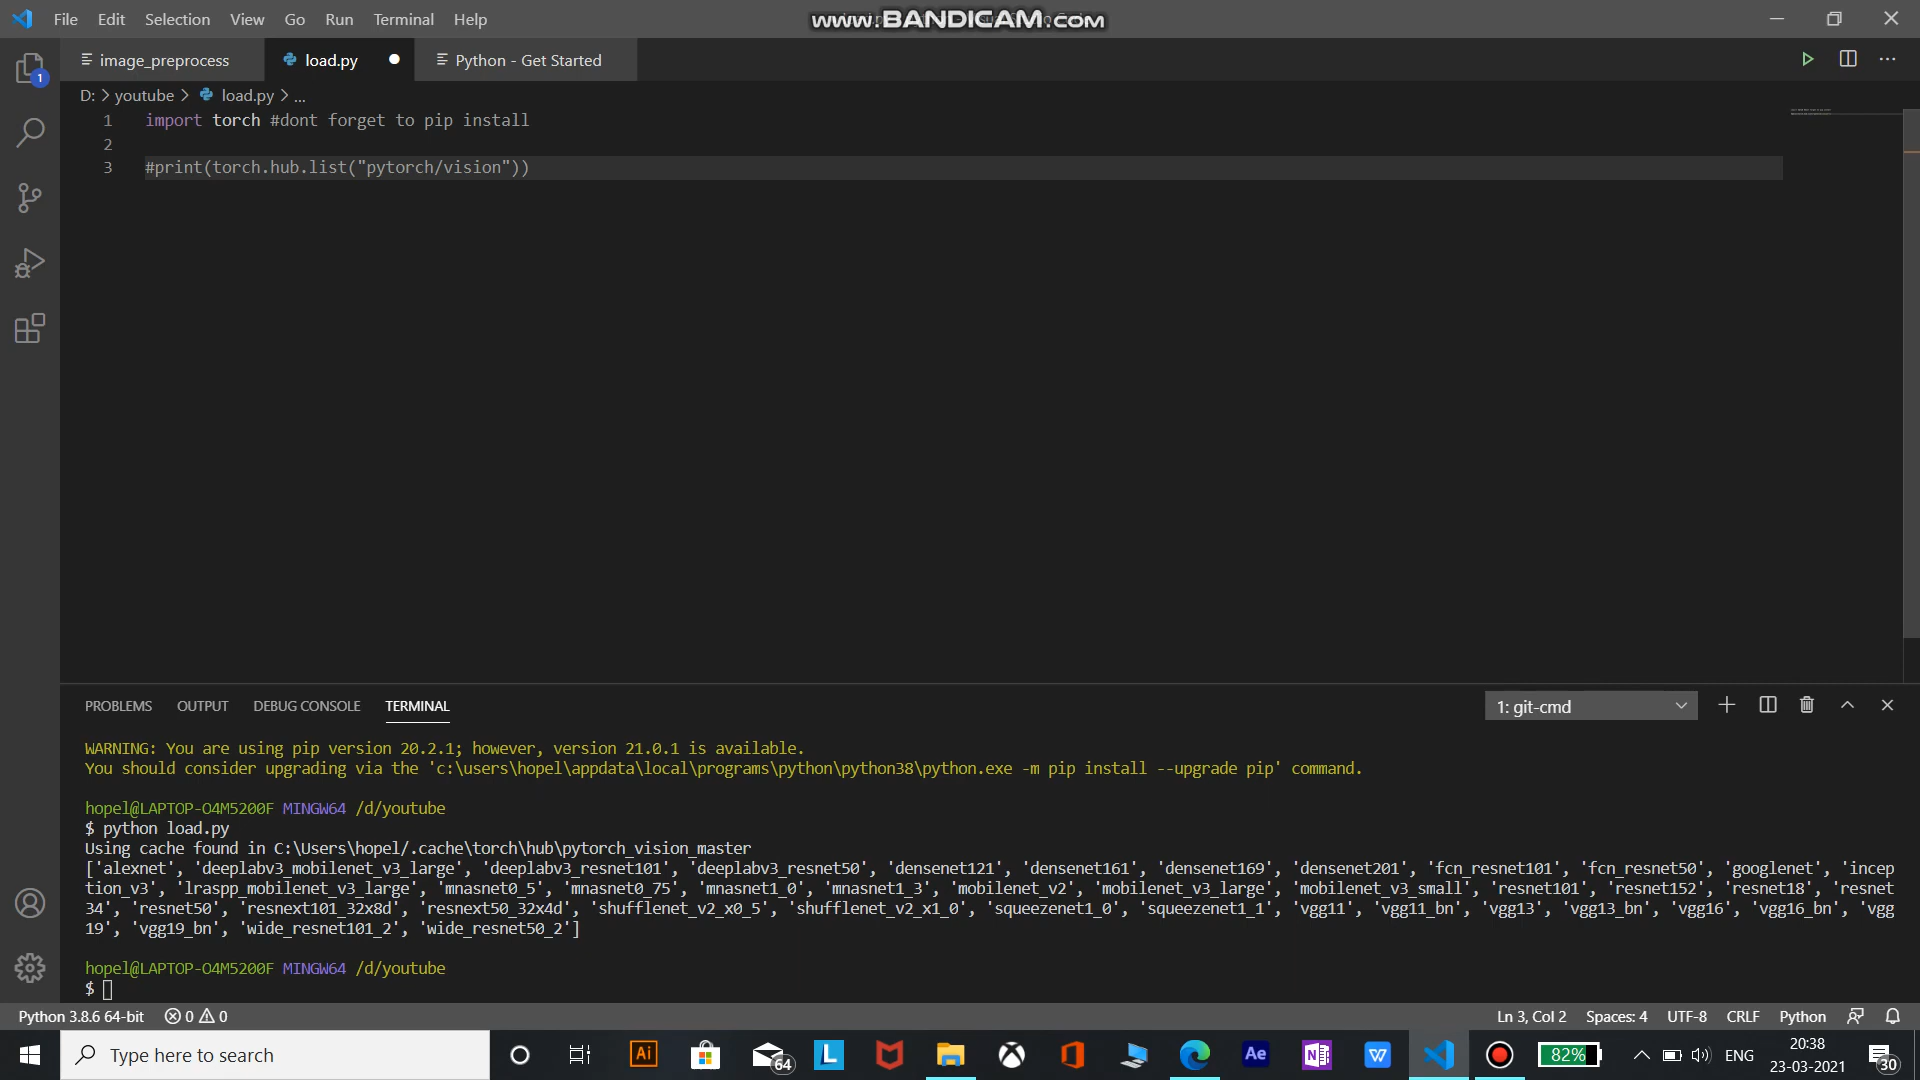 File Edit Selection View Go Run Terminal Help
www.BANDICAM.com
1
image_preprocess load.py Python - Get Started
D: > youtube > load.py > ...
1 import torch #dont forget to pip install
2
3 #print(torch.hub.list("pytorch/vision"))
PROBLEMS OUTPUT DEBUG CONSOLE TERMINAL 1: git-cmd
WARNING: You are using pip version 20.2.1; however, version 21.0.1 is available.
You should consider upgrading via the 'c:\users\hopel\appdata\local\programs\python\python38\python.exe -m pip install --upgrade pip' command.
hopel@LAPTOP-O4M5200F MINGW64 /d/youtube
$ python load.py
Using cache found in C:\Users\hopel/.cache\torch\hub\pytorch_vision_master
['alexnet', 'deeplabv3_mobilenet_v3_large', 'deeplabv3_resnet101', 'deeplabv3_resnet50', 'densenet121', 'densenet161', 'densenet169', 'densenet201', 'fcn_resnet101', 'fcn_resnet50', 'googlenet', 'incep
tion_v3', 'lraspp_mobilenet_v3_large', 'mnasnet0_5', 'mnasnet0_75', 'mnasnet1_0', 'mnasnet1_3', 'mobilenet_v2', 'mobilenet_v3_large', 'mobilenet_v3_small', 'resnet101', 'resnet152', 'resnet18', 'resnet
34', 'resnet50', 'resnext101_32x8d', 'resnext50_32x4d', 'shufflenet_v2_x0_5', 'shufflenet_v2_x1_0', 'squeezenet1_0', 'squeezenet1_1', 'vgg11', 'vgg11_bn', 'vgg13', 'vgg13_bn', 'vgg16', 'vgg16_bn', 'vgg
19', 'vgg19_bn', 'wide_resnet101_2', 'wide_resnet50_2']
hopel@LAPTOP-O4M5200F MINGW64 /d/youtube
$
Python 3.8.6 64-bit 0 0 Ln 3, Col 2 Spaces: 4 UTF-8 CRLF Python
Type here to search Ai 64 L Ae N W 82% ENG 20:38
23-03-2021 30